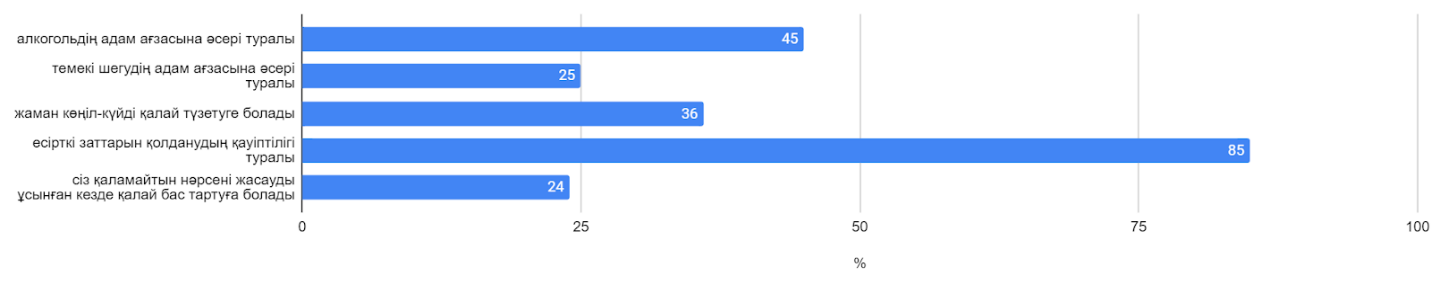 алкогольдің адам ағзасына әсері туралы
45
темекі шегудің адам ағзасына әсері
туралы
25
жаман көңіл-күйді қалай түзетуге болады
36
есірткі заттарын қолданудың қауіптілігі
туралы
85
сіз қаламайтын нәрсені жасауды
ұсынған кезде қалай бас тартуға болады
24
0 25 50 75 100
%